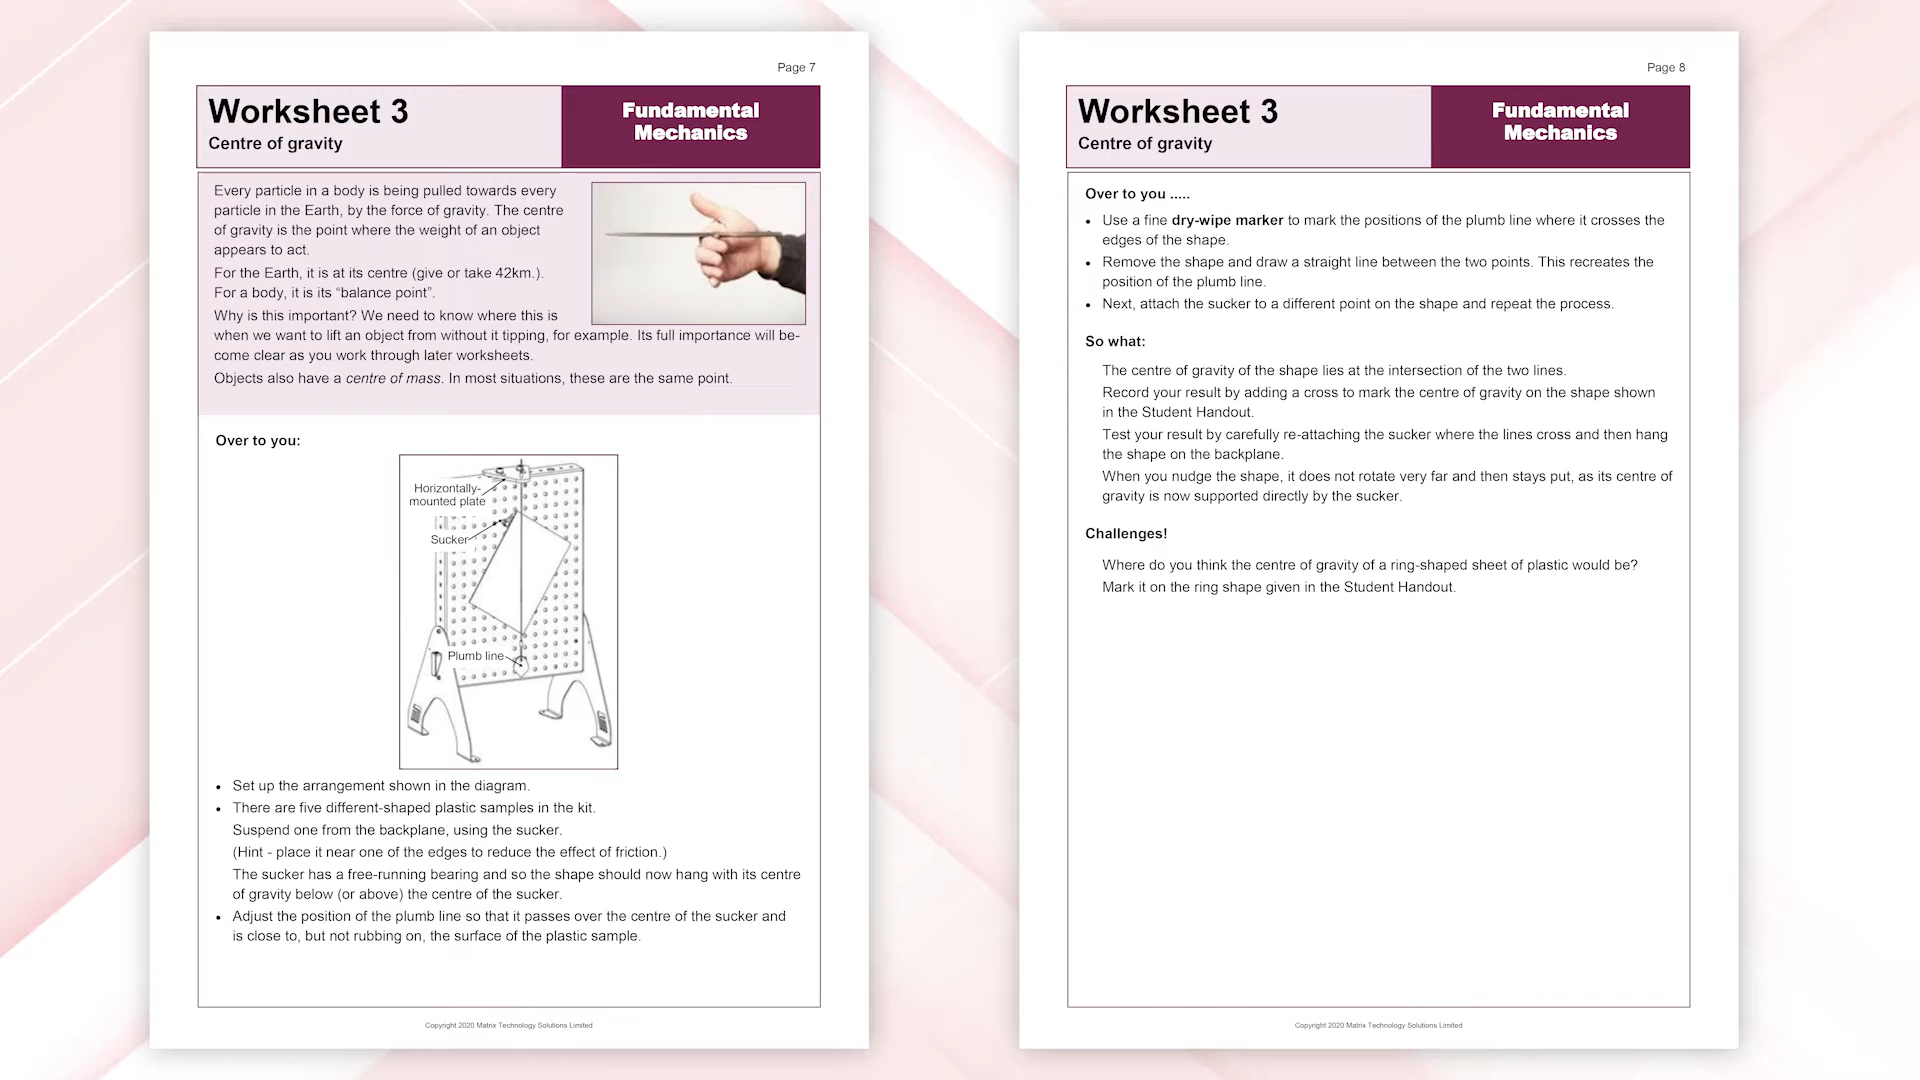 Page 7
Worksheet 3
Centre of gravity
Fundamental
Mechanics
Every particle in a body is being pulled towards every
particle in the Earth, by the force of gravity. The centre
of gravity is the point where the weight of an object
appears to act.
For the Earth, it is at its centre (give or take 42km.).
For a body, it is its “balance point”.
Why is this important? We need to know where this is
when we want to lift an object from without it tipping, for example. Its full importance will be-
come clear as you work through later worksheets.
Objects also have a centre of mass. In most situations, these are the same point.
Over to you:
Horizontally-
mounted plate
Sucker
Plumb line
• Set up the arrangement shown in the diagram.
• There are five different-shaped plastic samples in the kit.
Suspend one from the backplane, using the sucker.
(Hint - place it near one of the edges to reduce the effect of friction.)
The sucker has a free-running bearing and so the shape should now hang with its centre
of gravity below (or above) the centre of the sucker.
• Adjust the position of the plumb line so that it passes over the centre of the sucker and
is close to, but not rubbing on, the surface of the plastic sample.
Copyright 2020 Matrix Technology Solutions Limited
Page 8
Worksheet 3
Centre of gravity
Fundamental
Mechanics
Over to you .....
• Use a fine dry-wipe marker to mark the positions of the plumb line where it crosses the
edges of the shape.
• Remove the shape and draw a straight line between the two points. This recreates the
position of the plumb line.
• Next, attach the sucker to a different point on the shape and repeat the process.
So what:
The centre of gravity of the shape lies at the intersection of the two lines.
Record your result by adding a cross to mark the centre of gravity on the shape shown
in the Student Handout.
Test your result by carefully re-attaching the sucker where the lines cross and then hang
the shape on the backplane.
When you nudge the shape, it does not rotate very far and then stays put, as its centre of
gravity is now supported directly by the sucker.
Challenges!
Where do you think the centre of gravity of a ring-shaped sheet of plastic would be?
Mark it on the ring shape given in the Student Handout.
Copyright 2020 Matrix Technology Solutions Limited